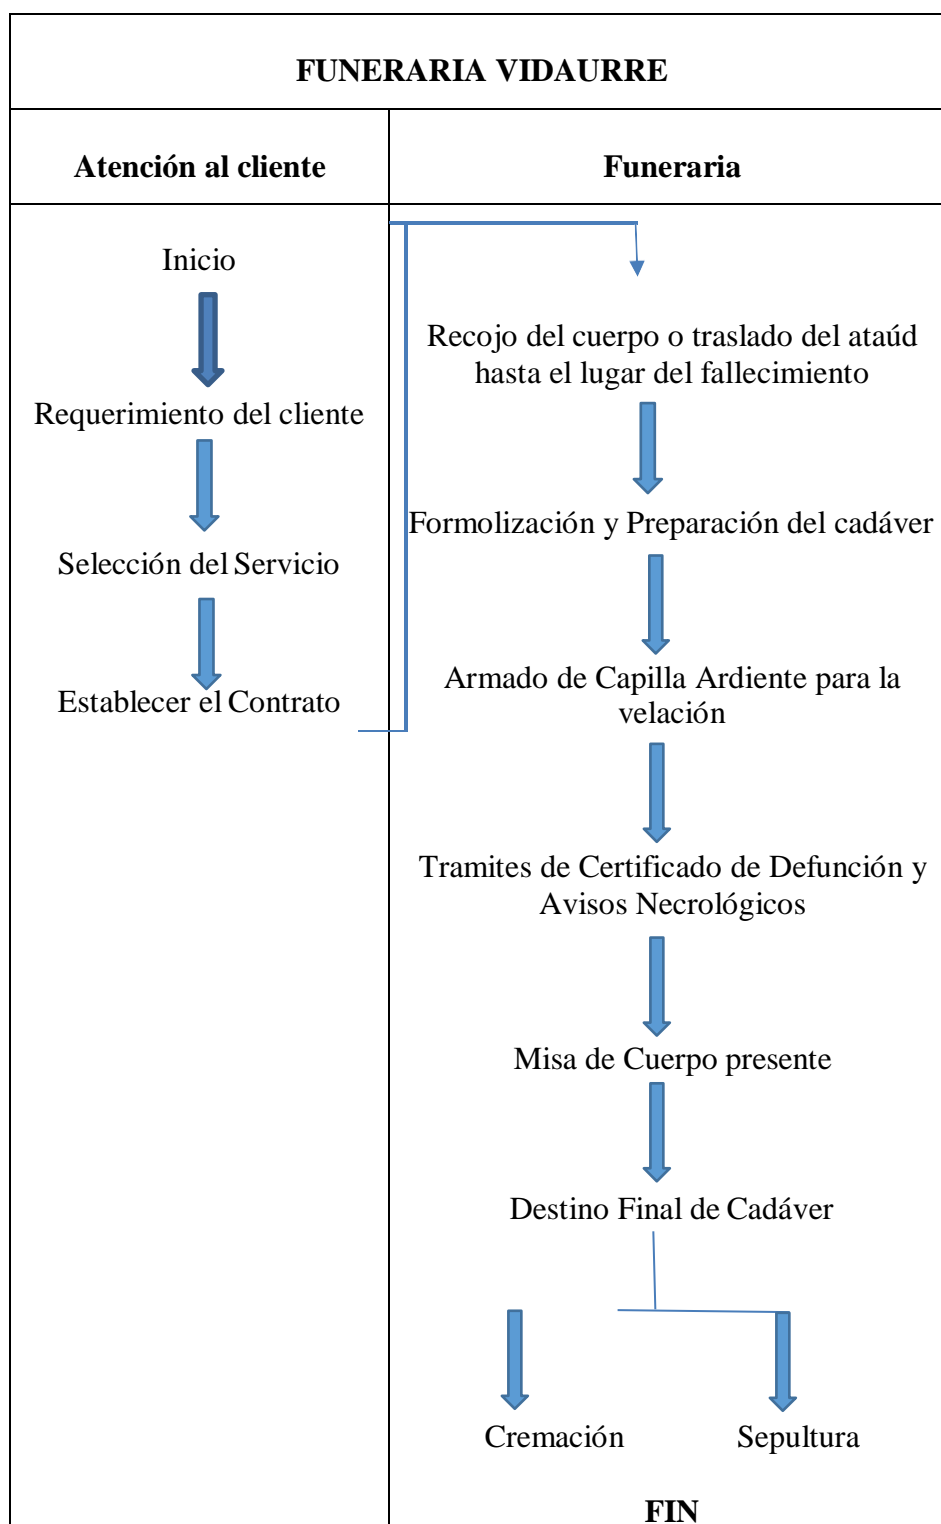 FUNERARIA VIDAURRE
Atención al cliente
Funeraria
Inicio
Requerimiento del cliente
Selección del Servicio
Establecer el Contrato
Recojo del cuerpo o traslado del ataúd
hasta el lugar del fallecimiento
Formolización y Preparación del cadáver
Armado de Capilla Ardiente para la
velación
Tramites de Certificado de Defunción y
Avisos Necrológicos
Misa de Cuerpo presente
Destino Final de Cadáver
Cremación
Sepultura
FIN